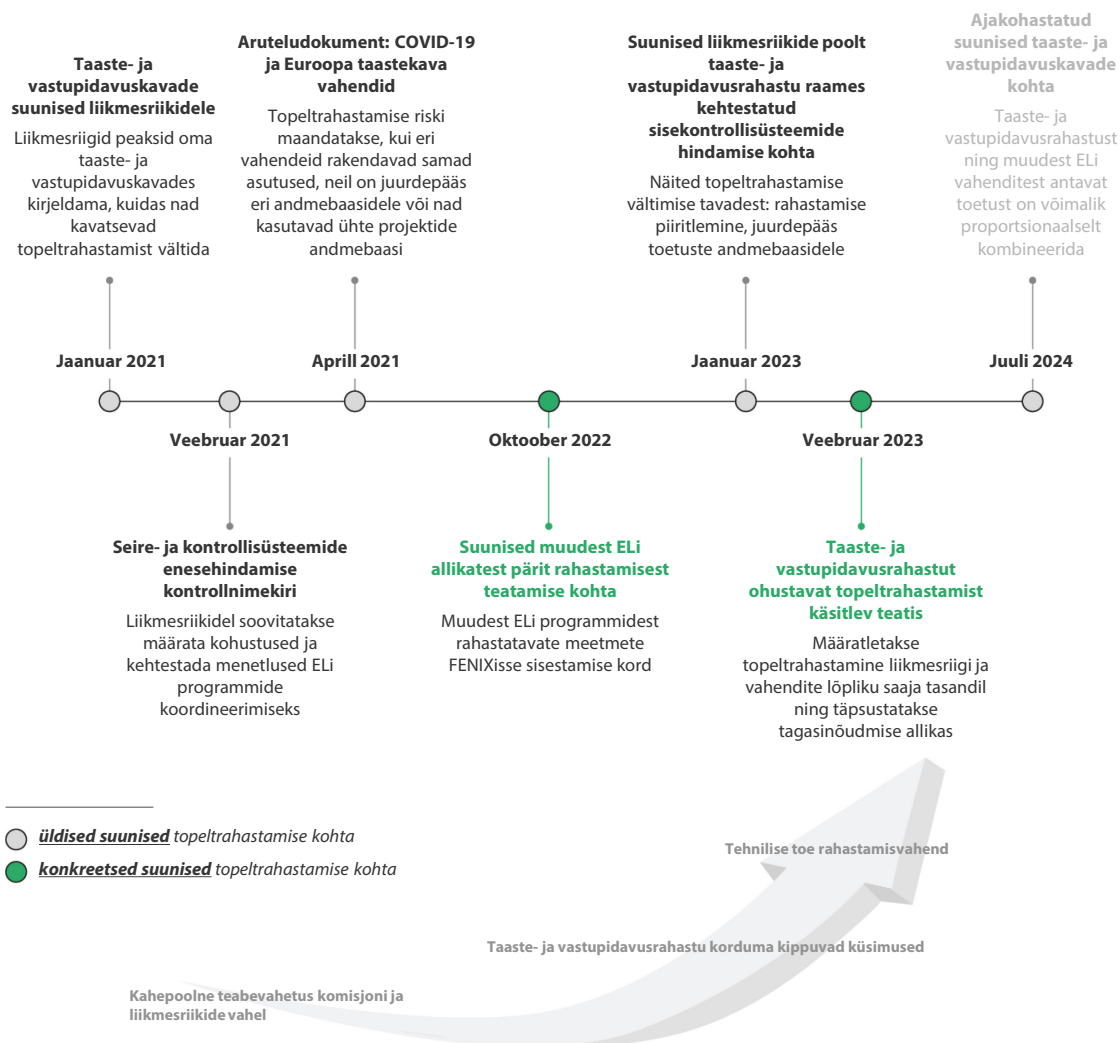 Taaste- ja
vastupidavuskavade
suunised liikmesriikidele
Liikmesriigid peaksid oma
taaste- ja
vastupidavuskavades
kirjeldama, kuidas nad
kavatsevad
topeltrahastamist vältida
Aruteludokument: COVID-19
ja Euroopa taastekava
vahendid
Topeltrahastamise riski
maandatakse, kui eri
vahendeid rakendavad samad
asutused, neil on juurdepääs
eri andmebaasidele või nad
kasutavad ühte projektide
andmebaasi
Suunised liikmesriikide poolt
taaste- ja
vastupidavusrahastu raames
kehtestatud
sisekontrollisüsteemide
hindamise kohta
Näited topeltrahastamise
vältimise tavadest: rahastamise
piiritlemine, juurdepääs
toetuste andmebaasidele
Ajakohastatud
suunised taaste- ja
vastupidavuskavade
kohta
Taaste- ja
vastupidavusrahastust
ning muudest ELi
vahenditest antavat
toetust on võimalik
proportsionaalselt
kombineerida
Jaanuar 2021
Aprill 2021
Jaanuar 2023
Juuli 2024
Veebruar 2021
Oktoober 2022
Veebruar 2023
Seire- ja kontrollisüsteemide
enesehindamise
kontrollnimekiri
Liikmesriikidel soovitatakse
määrata kohustused ja
kehtestada menetlused ELi
programmide
koordineerimiseks
Suunised muudest ELi
allikatest pärit rahastamisest
teatamise kohta
Muudest ELi programmidest
rahastatavate meetmete
FENIXisse sisestamise kord
Taaste- ja
vastupidavusrahastut
ohustavat topeltrahastamist
käsitlev teatis
Määratletakse
topeltrahastamine liikmesriigi ja
vahendite lõpliku saaja tasandil
ning täpsustatakse
tagasinõudmise allikas
üldised suunised topeltrahastamise kohta
konkreetsed suunised topeltrahastamise kohta
Tehnilise toe rahastamisvahend
Taaste- ja vastupidavusrahastu korduma kippuvad küsimused
Kahepoolne teabevahetus komisjoni ja
liikmesriikide vahel